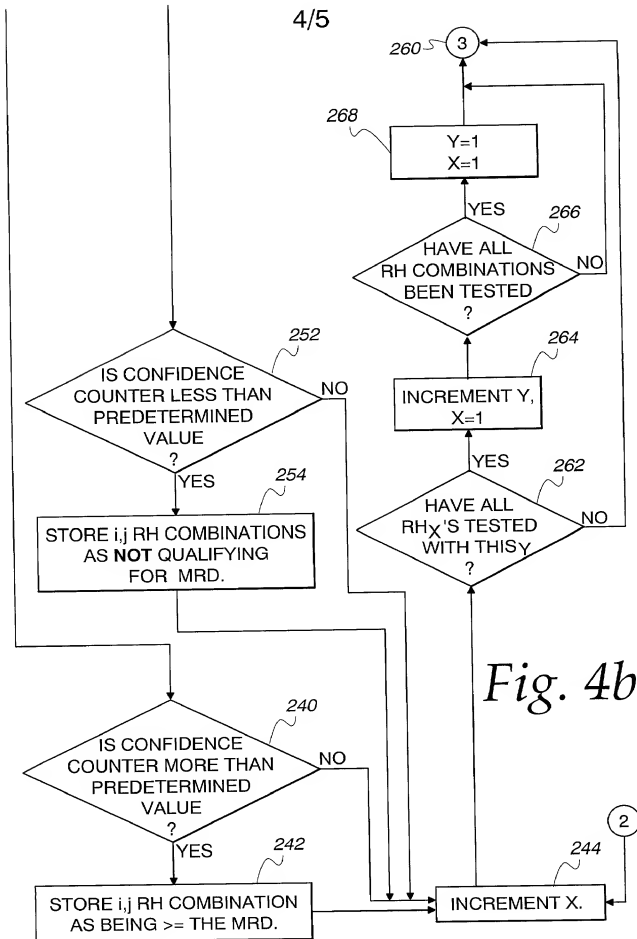 4/5
260
3
268
Y=1
X=1
YES
266
HAVE ALL
RH COMBINATIONS
BEEN TESTED
?
NO
264
INCREMENT Y,
X=1
YES
262
HAVE ALL
RHX'S TESTED
WITH THIS Y
?
NO
252
IS CONFIDENCE
COUNTER LESS THAN
PREDETERMINED
VALUE
?
NO
YES
254
STORE i,j RH COMBINATIONS
AS NOT QUALIFYING
FOR MRD.
Fig. 4b
240
IS CONFIDENCE
COUNTER MORE THAN
PREDETERMINED
VALUE
?
NO
YES
242
STORE i,j RH COMBINATION
AS BEING >= THE MRD.
2
244
INCREMENT X.